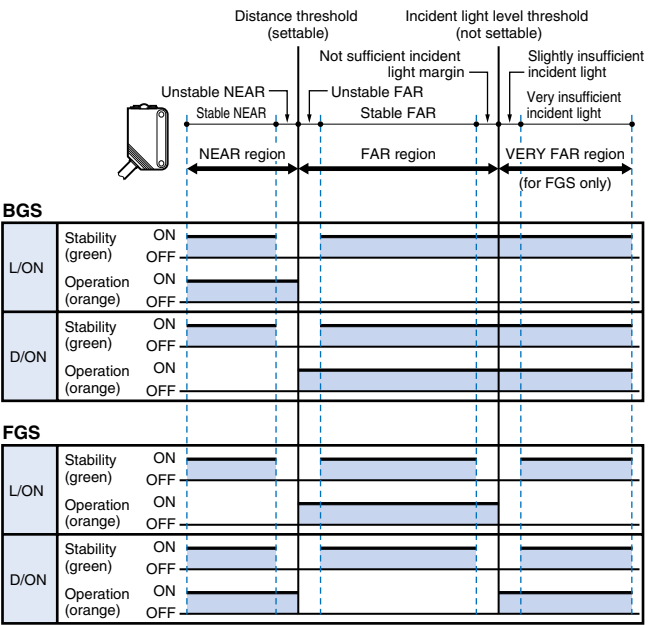 Distance threshold
(settable)
Incident light level threshold
(not settable)
Not sufficient incident
light margin
Slightly insufficient
incident light
Unstable NEAR
Unstable FAR
Stable NEAR
Stable FAR
Very insufficient
incident light
NEAR region
FAR region
VERY FAR region
(for FGS only)
BGS
L/ON
Stability
(green)
ON
OFF
Operation
(orange)
ON
OFF
D/ON
Stability
(green)
ON
OFF
Operation
(orange)
ON
OFF
FGS
L/ON
Stability
(green)
ON
OFF
Operation
(orange)
ON
OFF
D/ON
Stability
(green)
ON
OFF
Operation
(orange)
ON
OFF